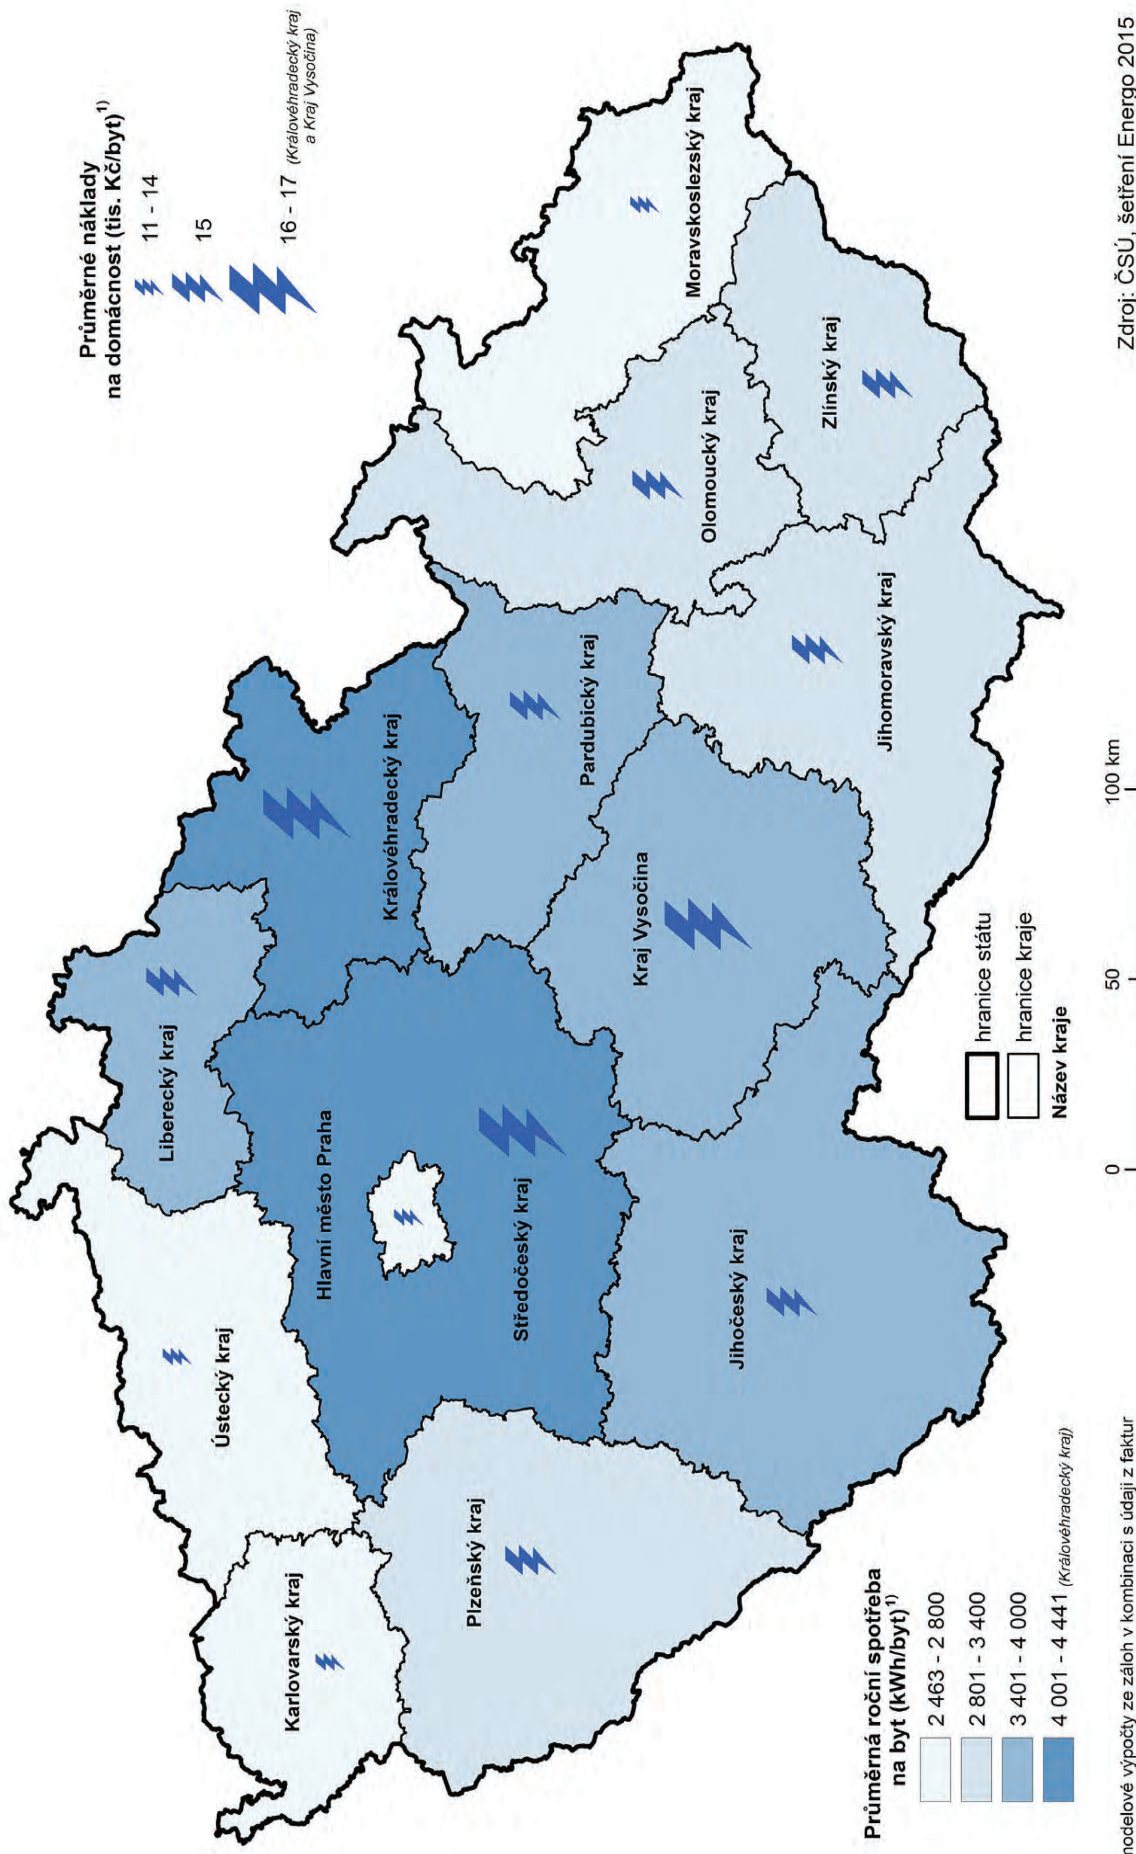 Průměrné náklady
na domácnost (tis. Kč/byt)¹⁾
11 - 14
15
16 - 17 (Královéhradecký kraj
a Kraj Vysočina)
Liberecký kraj
Ústecký kraj
Karlovarský kraj
Hlavní město Praha
Královéhradecký kraj
Středočeský kraj
Plzeňský kraj
Pardubický kraj
Moravskoslezský kraj
Olomoucký kraj
Kraj Vysočina
Jihočeský kraj
Zlínský kraj
Jihomoravský kraj
Průměrná roční spotřeba
na byt (kWh/byt)¹⁾
2 463 - 2 800
2 801 - 3 400
3 401 - 4 000
4 001 - 4 441 (Královéhradecký kraj)
hranice státu
hranice kraje
Název kraje
0 50 100 km
výpočty ze záloh v kombinaci s údaji z faktur
Zdroj: ČSÚ, šetření Energo 2015